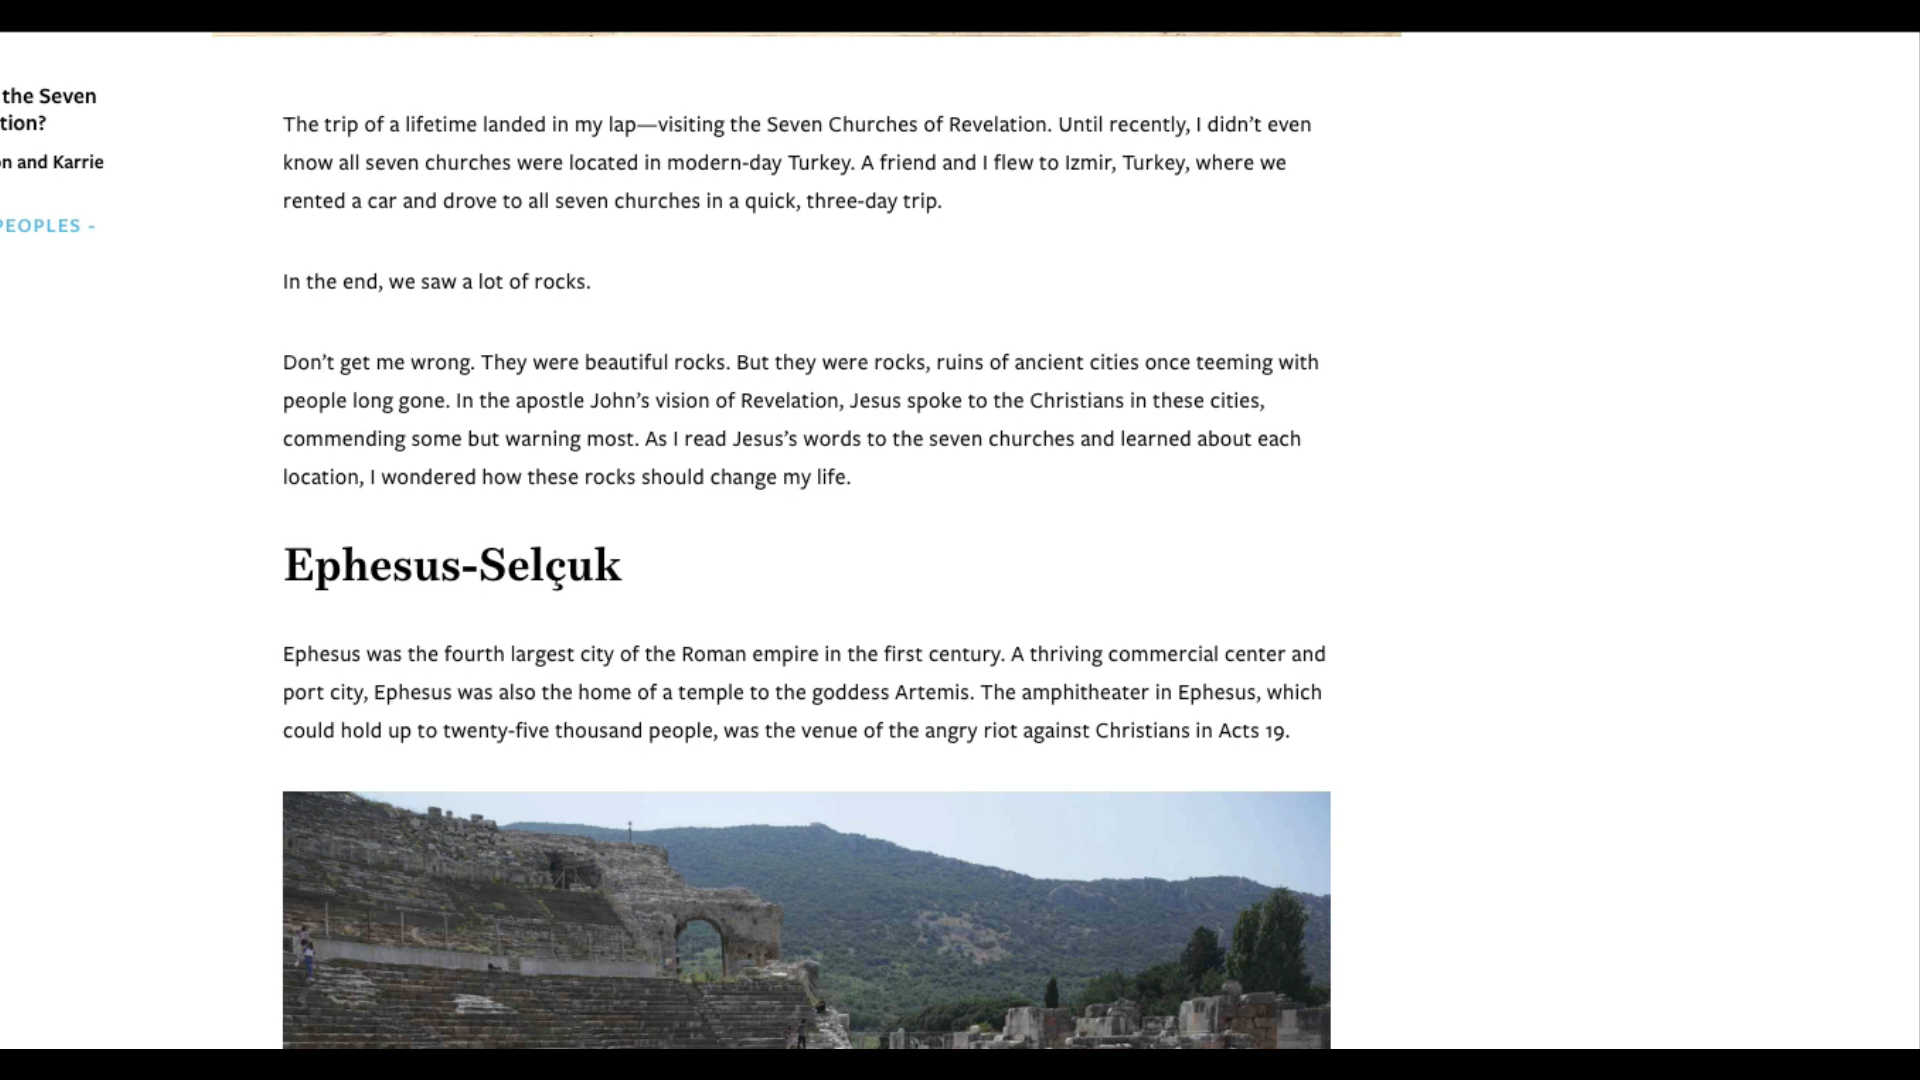 the Seven
tion?
on and Karrie
PEOPLES -
The trip of a lifetime landed in my lap—visiting the Seven Churches of Revelation. Until recently, I didn’t even
know all seven churches were located in modern-day Turkey. A friend and I flew to Izmir, Turkey, where we
rented a car and drove to all seven churches in a quick, three-day trip.
In the end, we saw a lot of rocks.
Don’t get me wrong. They were beautiful rocks. But they were rocks, ruins of ancient cities once teeming with
people long gone. In the apostle John’s vision of Revelation, Jesus spoke to the Christians in these cities,
commending some but warning most. As I read Jesus’s words to the seven churches and learned about each
location, I wondered how these rocks should change my life.
Ephesus-Selçuk
Ephesus was the fourth largest city of the Roman empire in the first century. A thriving commercial center and
port city, Ephesus was also the home of a temple to the goddess Artemis. The amphitheater in Ephesus, which
could hold up to twenty-five thousand people, was the venue of the angry riot against Christians in Acts 19.